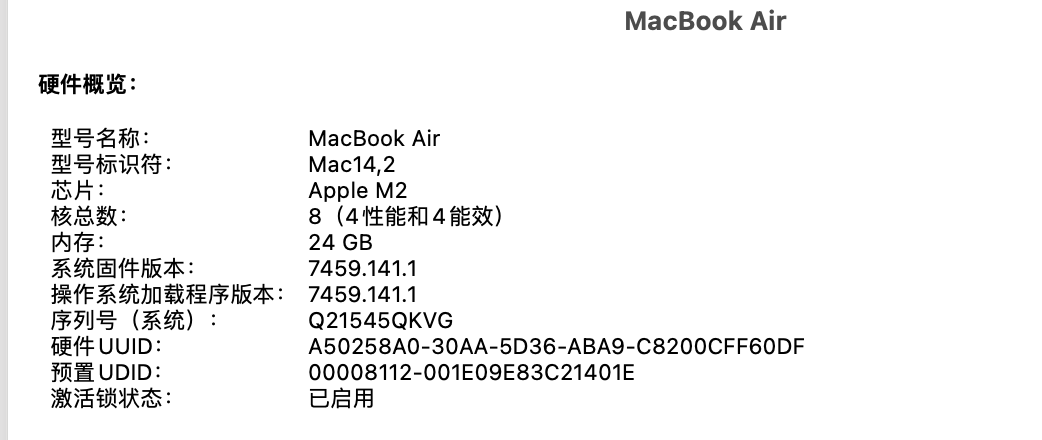 MacBook Air
硬件概览：
型号名称： MacBook Air
型号标识符： Mac14,2
芯片： Apple M2
核总数： 8（4性能和4能效）
内存： 24 GB
系统固件版本： 7459.141.1
操作系统加载程序版本： 7459.141.1
序列号（系统）： Q21545QKVG
硬件UUID： A50258A0-30AA-5D36-ABA9-C8200CFF60DF
预置UDID： 00008112-001E09E83C21401E
激活锁状态： 已启用